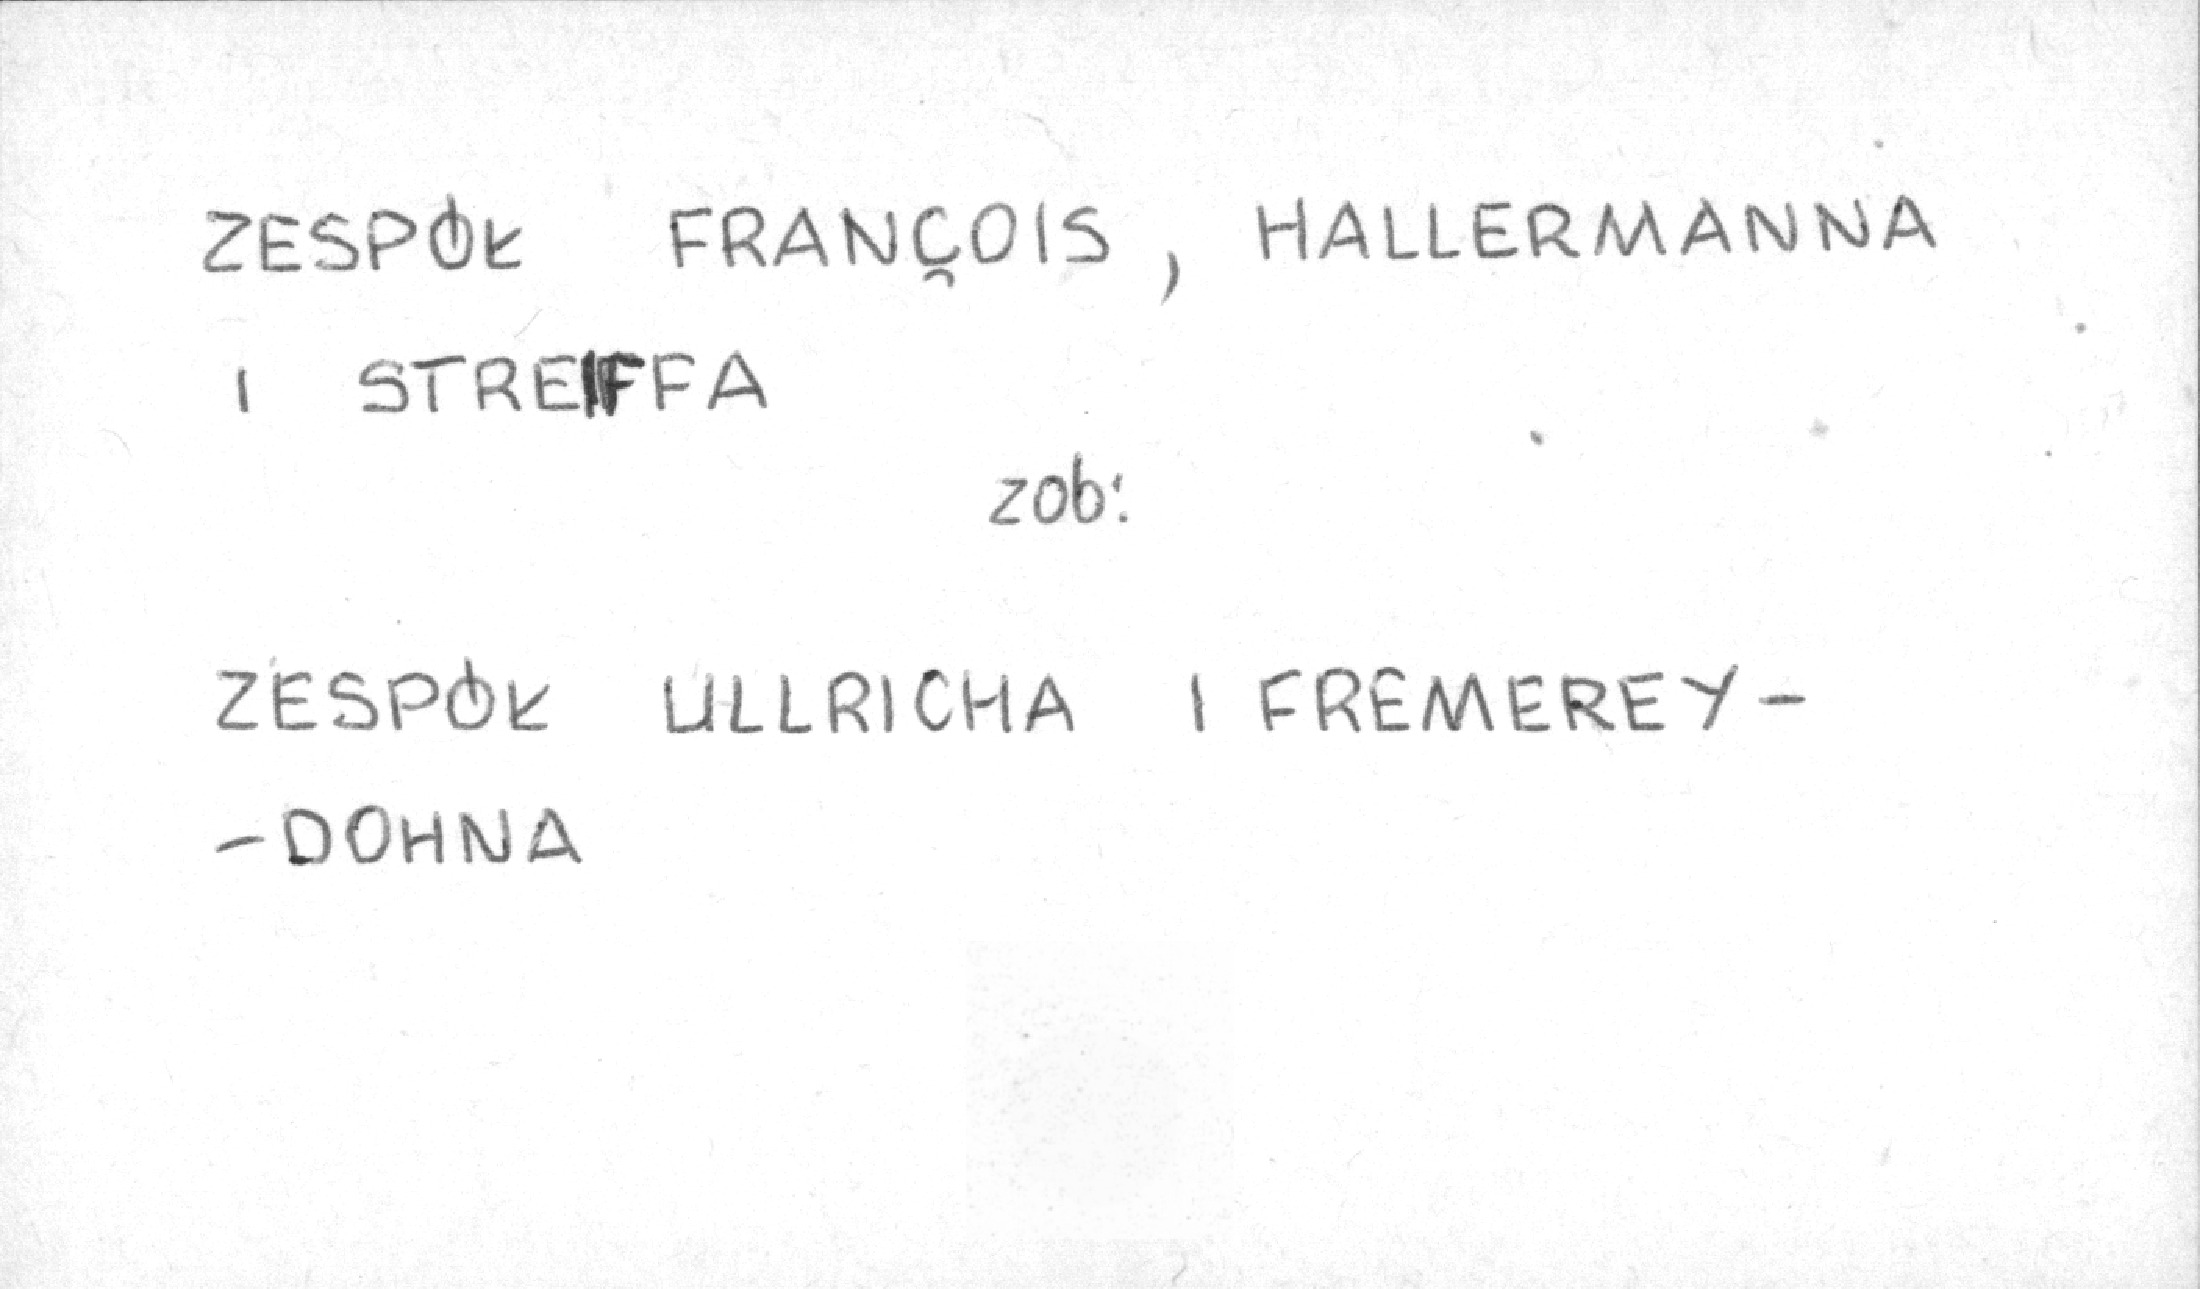 ZESPÓŁ FRANÇOIS, HALLERMANNA
I STREIFFA
zob:
ZESPÓŁ ULLRICHA I FREMEREY-
-DOHNA